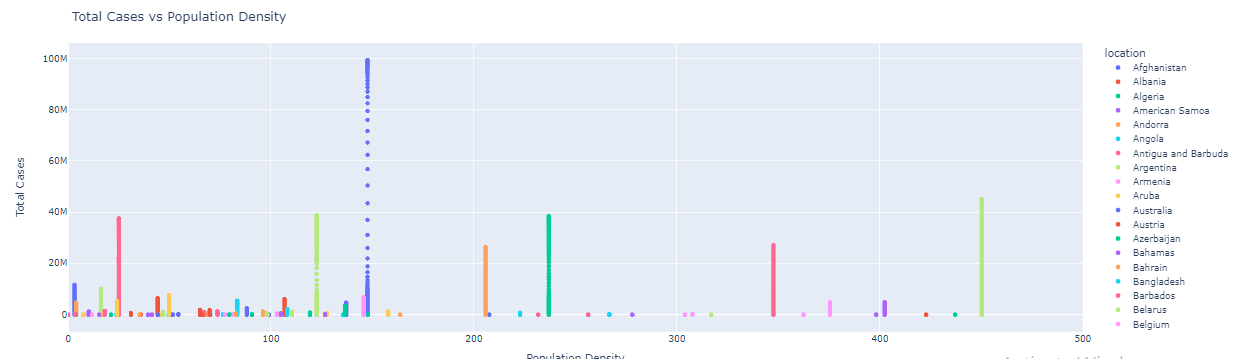 Total Cases vs Population Density
location
100M
80M
60M
40M
20M
0
Total Cases
0
100
200
300
400
500
Population Density
Afghanistan
Albania
Algeria
American Samoa
Andorra
Angola
Antigua and Barbuda
Argentina
Armenia
Aruba
Australia
Austria
Azerbaijan
Bahamas
Bahrain
Bangladesh
Barbados
Belarus
Belgium